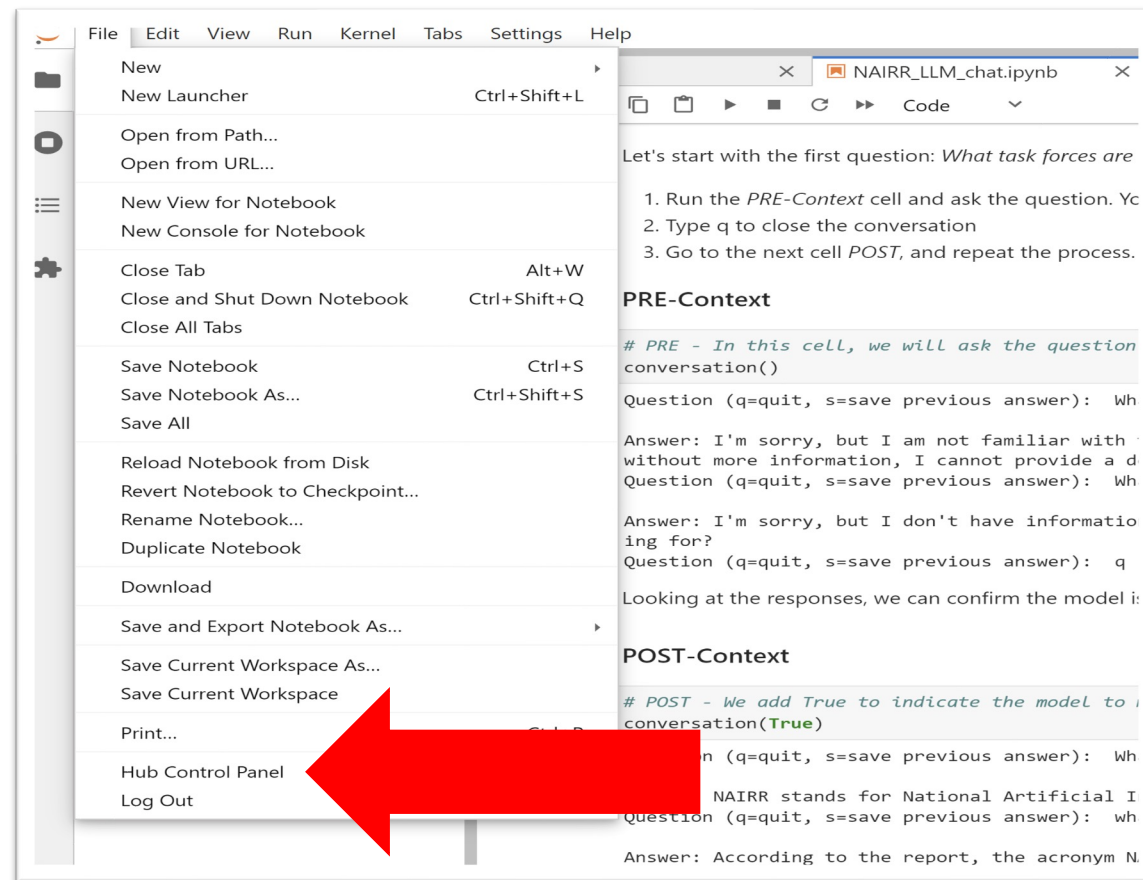 File Edit View Run Kernel Tabs Settings Help
New
New Launcher Ctrl+Shift+L
Open from Path...
Open from URL...
New View for Notebook
New Console for Notebook
Close Tab Alt+W
Close and Shut Down Notebook Ctrl+Shift+Q
Close All Tabs
Save Notebook Ctrl+S
Save Notebook As... Ctrl+Shift+S
Save All
Reload Notebook from Disk
Revert Notebook to Checkpoint...
Rename Notebook...
Duplicate Notebook
Download
Save and Export Notebook As...
Save Current Workspace As...
Save Current Workspace
Print...
Hub Control Panel
Log Out
NAIRR_LLM_chat.ipynb
Code
Let's start with the first question: What task forces are
1. Run the PRE-Context cell and ask the question.
2. Type q to close the conversation
3. Go to the next cell POST, and repeat the process.
PRE-Context
# PRE - In this cell, we will ask the question
conversation()
Question (q=quit, s=save previous answer):
Answer: I'm sorry, but I am not familiar with
without more information, I cannot provide a
Question (q=quit, s=save previous answer):
Answer: I'm sorry, but I don't have
ing for?
Question (q=quit, s=save previous answer): q
Looking at the responses, we can confirm the model
POST-Context
# POST - We add True to indicate the model to
conversation(True)
(q=quit, s=save previous answer):
NAIRR stands for National Artificial
Question (q=quit, s=save previous answer):
Answer: According to the report, the acronym